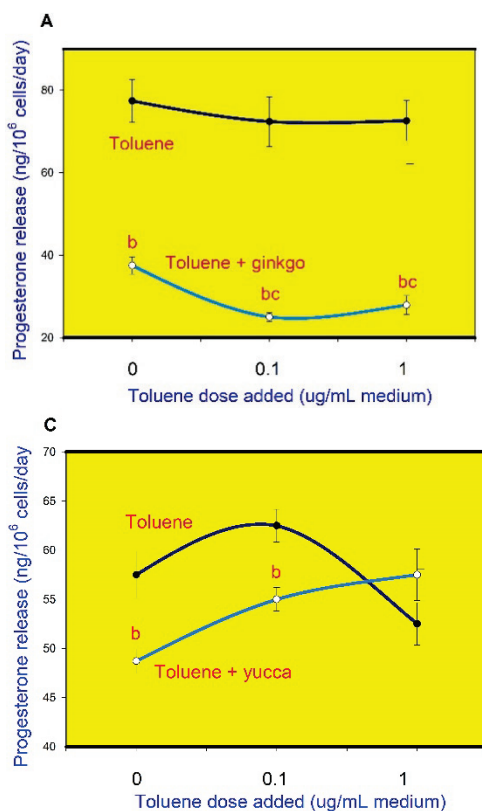 A
Progesterone release (ng/10⁶ cells/day)
80
60
40
20
Toluene
b
Toluene + ginkgo
bc
bc
0
0.1
1
Toluene dose added (ug/mL medium)
C
Progesterone release (ng/10⁶ cells/day
70
65
60
55
50
45
40
Toluene
b
b
Toluene + yucca
0
0.1
1
Toluene dose added (ug/mL medium)